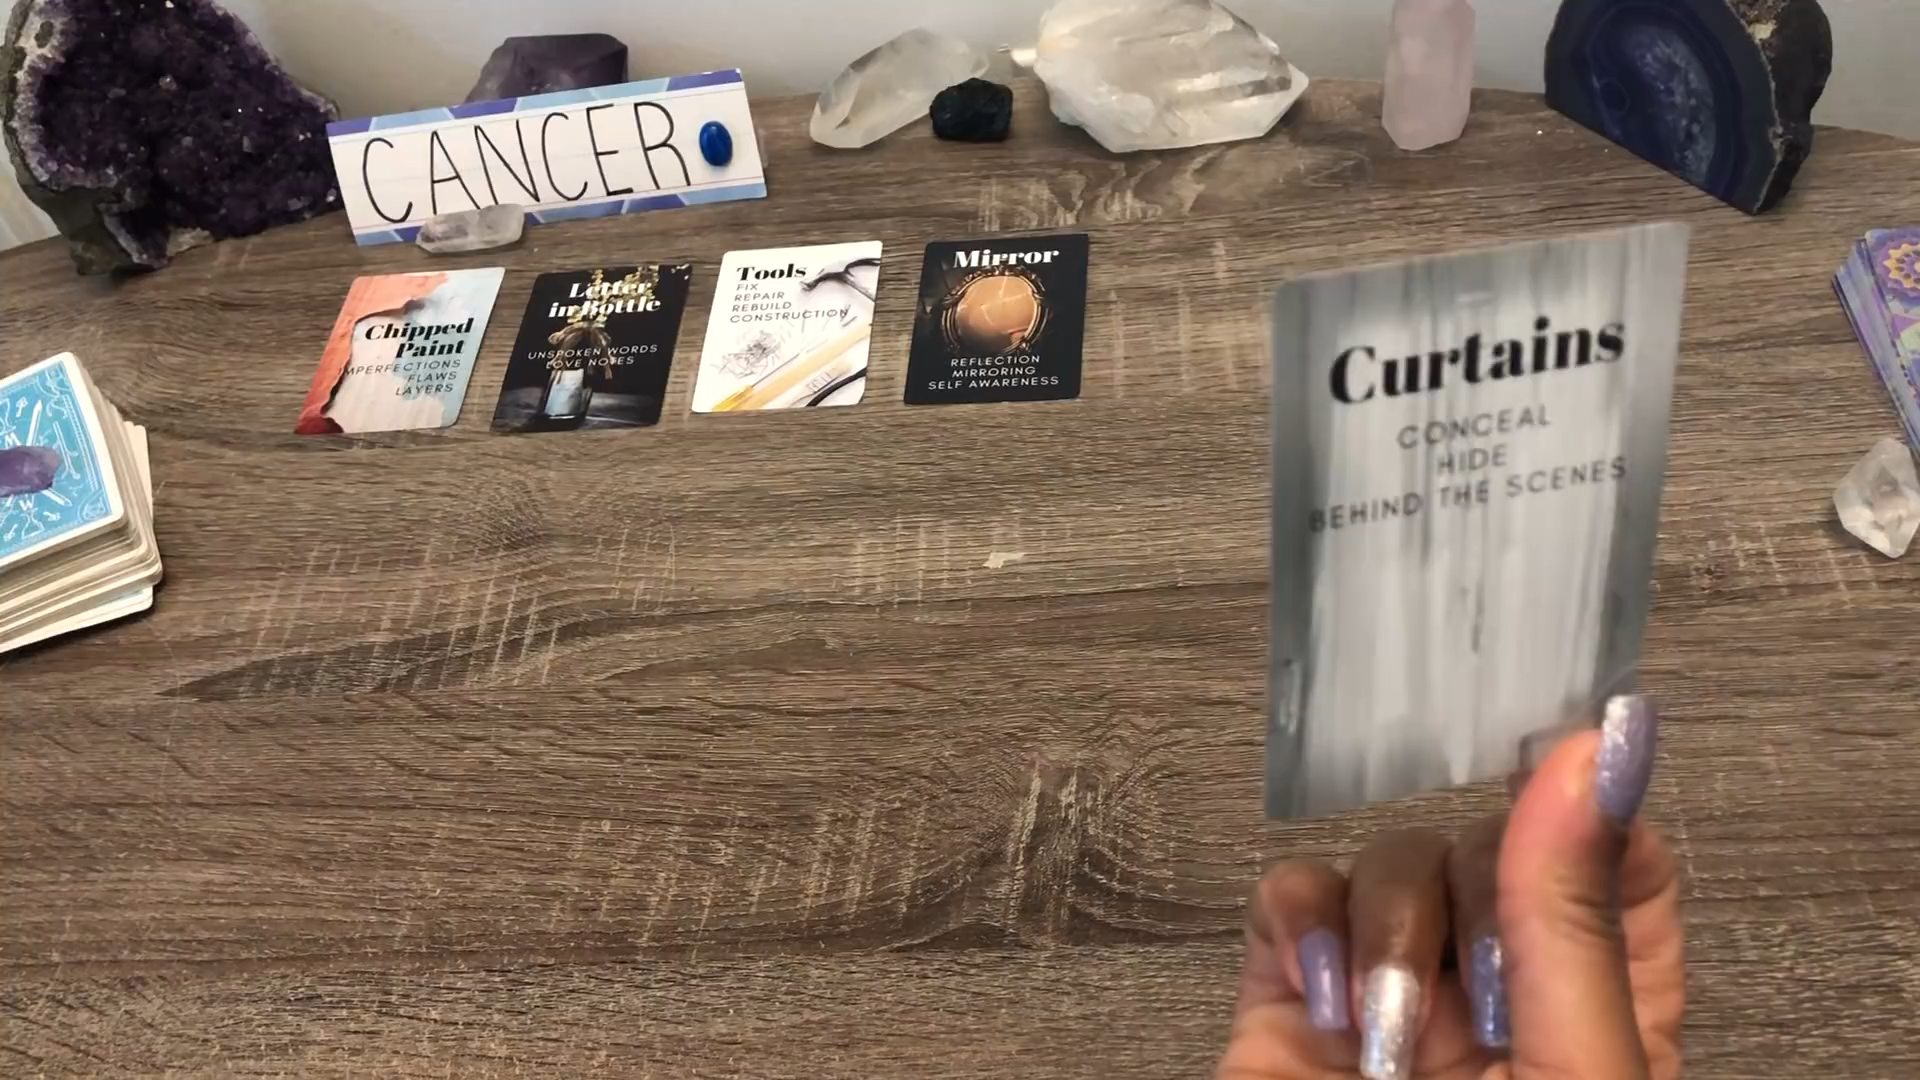 CANCER
Chipped
Paint
IMPERFECTIONS
FLAWS
LAYERS
Letter
in Bottle
UNSPOKEN WORDS
LOVE NOTES
Tools
FIX
REPAIR
REBUILD
CONSTRUCTION
Mirror
REFLECTION
MIRRORING
SELF AWARENESS
Curtains
CONCEAL
HIDE
BEHIND THE SCENES